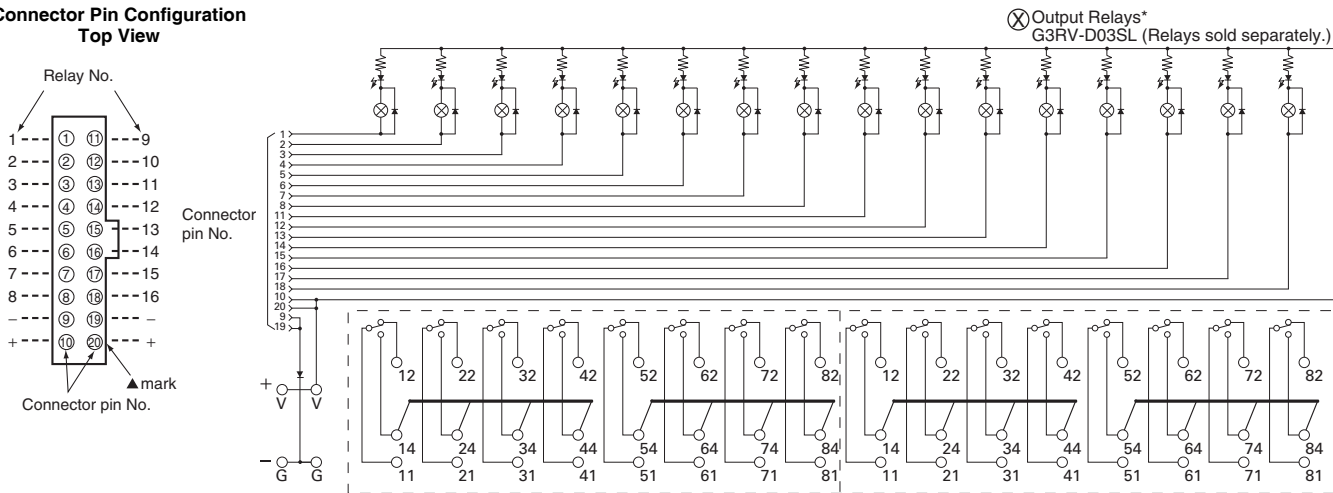 Connector Pin Configuration
Top View
Output Relays*
G3RV-D03SL (Relays sold separately.)
Relay No.
1 1 11 9
2 2 12 10
3 3 13 11
4 4 14 12
5 5 15 13
6 6 16 14
7 7 17 15
8 8 18 16
− 9 19 −
+ 10 20 +
▲mark
Connector pin No.
Connector
pin No.
1
2
3
4
5
6
7
8
11
12
13
14
15
16
17
18
10
20
9
19
12 22 32 42 52 62 72 82 12 22 32 42 52 62 72 82
+
V V
14 24 34 44 54 64 74 84 14 24 34 44 54 64 74 84
−
G G
11 21 31 41 51 61 71 81 11 21 31 41 51 61 71 81